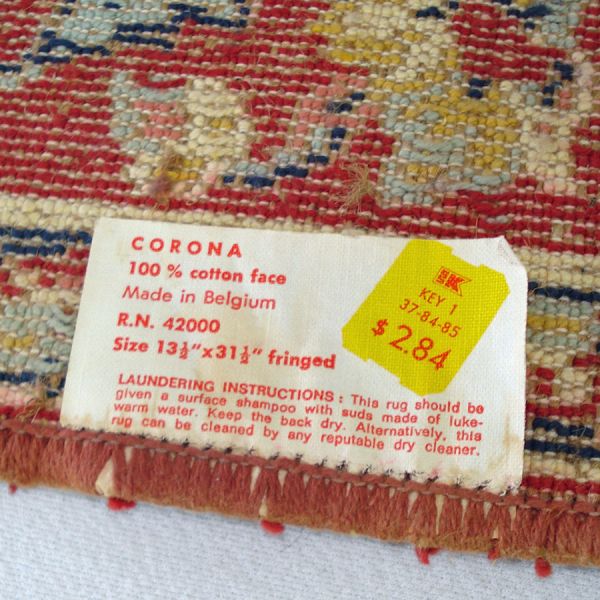 CORONA
100 % cotton face
Made in Belgium
R.N. 42000
Size 13½"x31½" fringed
LAUNDERING INSTRUCTIONS : This rug should be
given a surface shampoo with suds made of luke-
warm water. Keep the back dry. Alternatively, this
rug can be cleaned by any reputable dry cleaner.
K
KEY 1
37-84-85
$2.84